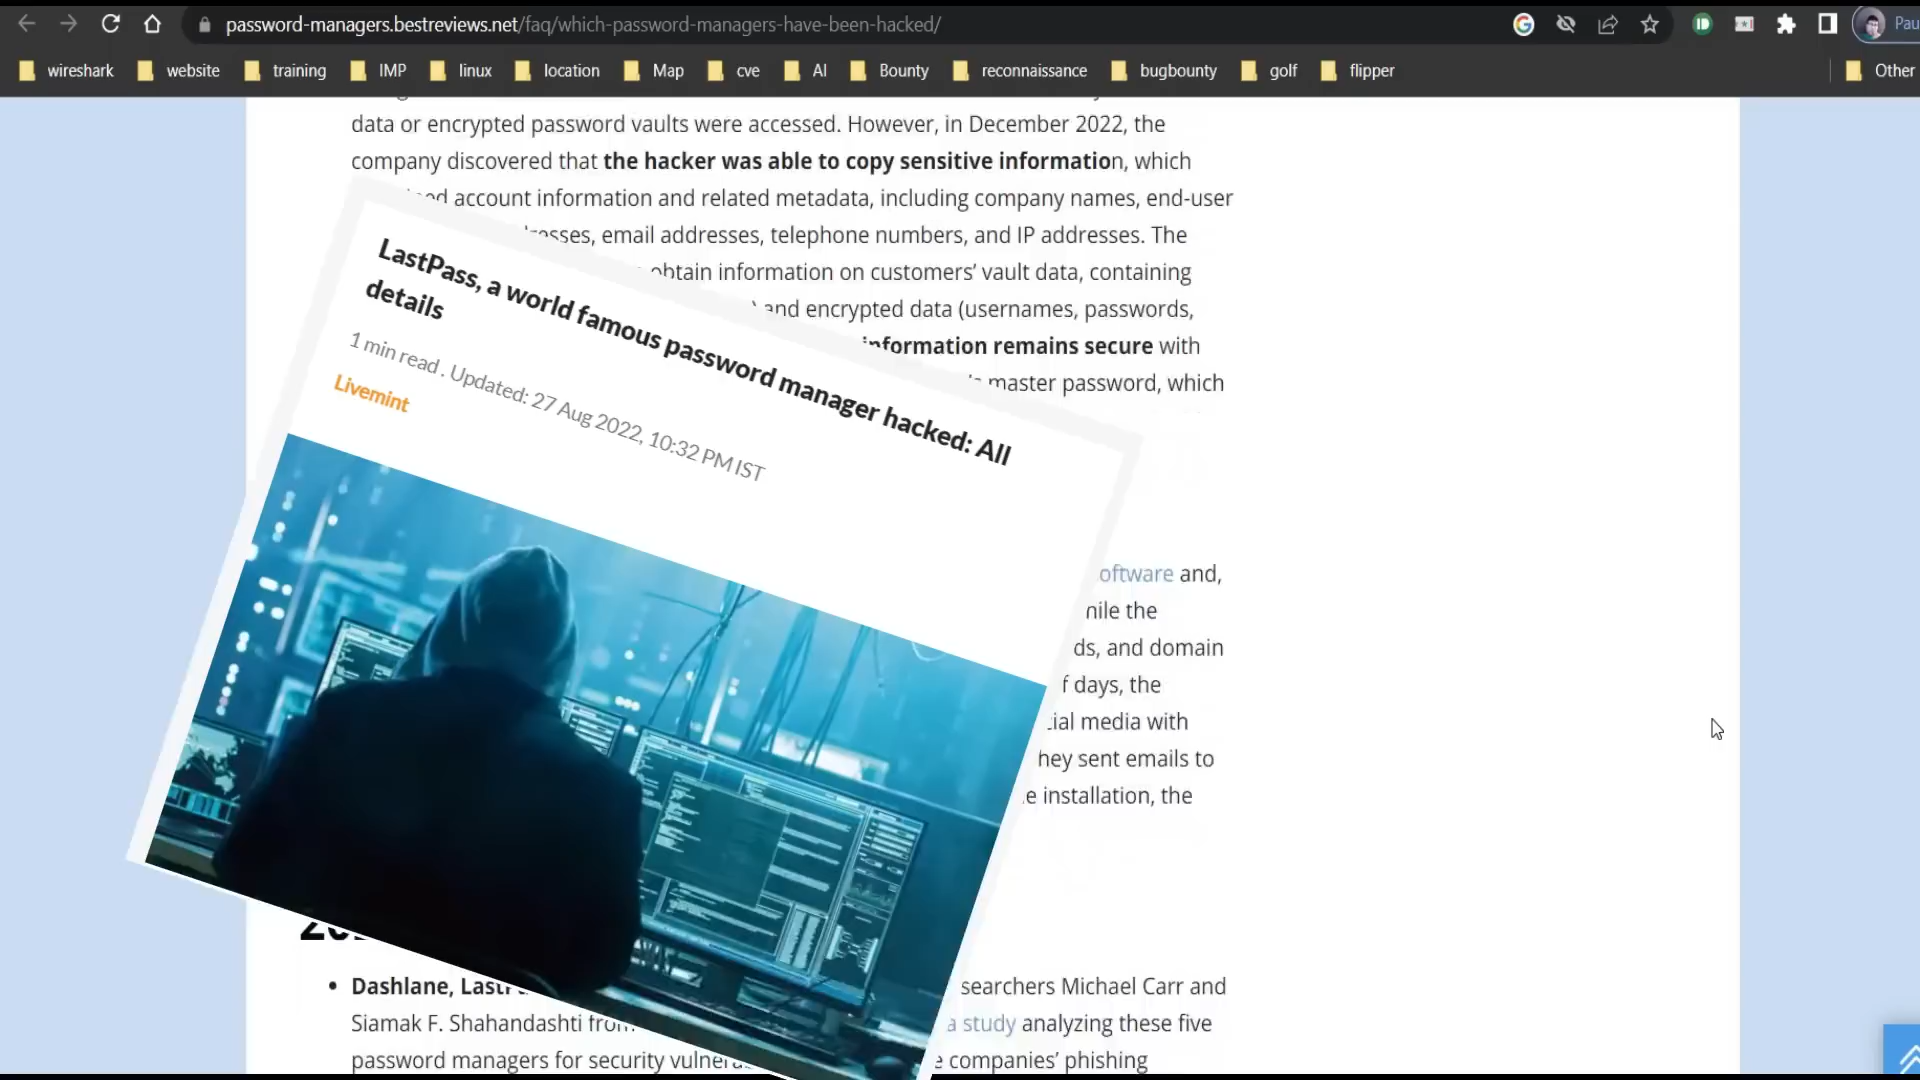 password-managers.bestreviews.net/faq/which-password-managers-have-been-hacked/
Pau
wireshark website training IMP linux location Map cve AI Bounty reconnaissance bugbounty golf flipper Other
data or encrypted password vaults were accessed. However, in December 2022, the
company discovered that the hacker was able to copy sensitive information, which
account information and related metadata, including company names, end-user
email addresses, telephone numbers, and IP addresses. The
obtain information on customers' vault data, containing
and encrypted data (usernames, passwords,
information remains secure with
master password, which
LastPass, a world famous password manager hacked: All
details
1 min read . Updated: 27 Aug 2022, 10:32 PM IST
Livemint
oftware and,
the
ds, and domain
f days, the
cial media with
hey sent emails to
e installation, the
Dashlane, Last
searchers Michael Carr and
Siamak F. Shahandashti from a study analyzing these five
password managers for security vulnera e companies' phishing